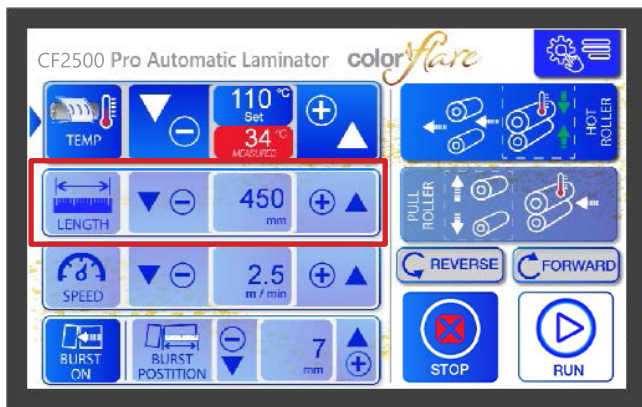 CF2500 Pro Automatic Laminator colorflare
110 °C
Set
34 °C
MEASURED
TEMP
HOT
ROLLER
LENGTH
450
mm
PULL
ROLLER
SPEED
2.5
m / min
REVERSE
FORWARD
BURST
ON
BURST
POSTITION
7
mm
STOP
RUN